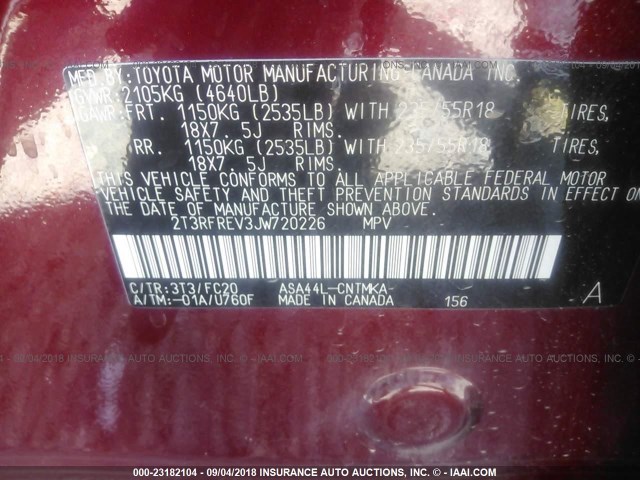 MFD. BY:TOYOTA MOTOR MANUFACTURING CANADA INC.
GVWR:2105KG (4640LB)
GAWR:FRT. 1150KG (2535LB) WITH 235/55R18 TIRES,
18X7.5J RIMS.
RR. 1150KG (2535LB) WITH 235/55R18 TIRES,
18X7.5J RIMS.
THIS VEHICLE CONFORMS TO ALL APPLICABLE FEDERAL MOTOR
VEHICLE SAFETY AND THEFT PREVENTION STANDARDS IN EFFECT ON
THE DATE OF MANUFACTURE SHOWN ABOVE.
2T3RFREV3JW720226 MPV
C/TR:3T3/FC20 ASA44L-CNTMKA-
A/TM:-01A/U760F MADE IN CANADA 156 A
000-23182104 - 09/04/2018 - INSURANCE AUTO AUCTIONS, INC. - © IAAI.COM